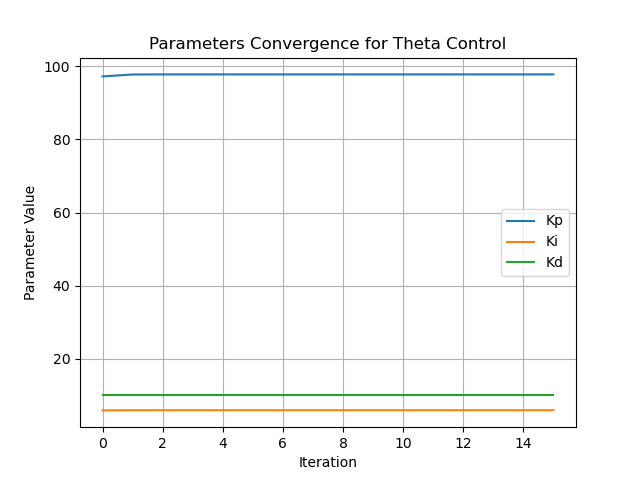 Parameters Convergence for Theta Control
Parameter Value
100
80
60
40
20
Kp
Ki
Kd
0 2 4 6 8 10 12 14
Iteration